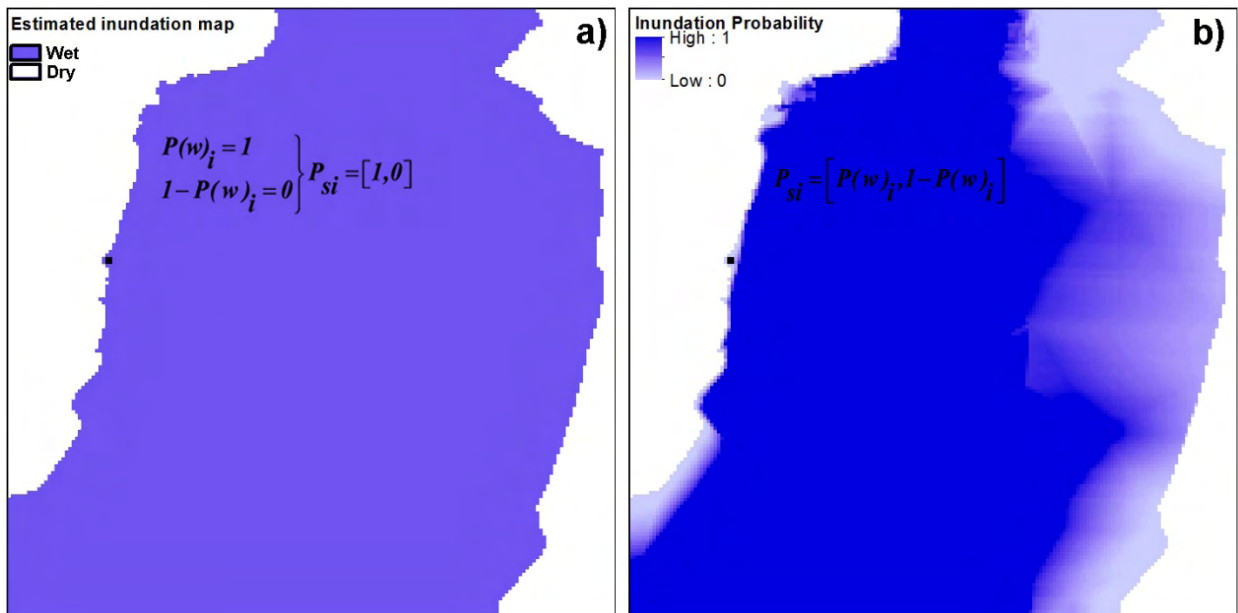 Estimated inundation map
Wet
Dry
a)
P(w)i = 1
1 − P(w)i = 0 } Psi = [1,0]
Inundation Probability
High : 1
Low : 0
b)
Psi = [P(w)i, 1 − P(w)i]